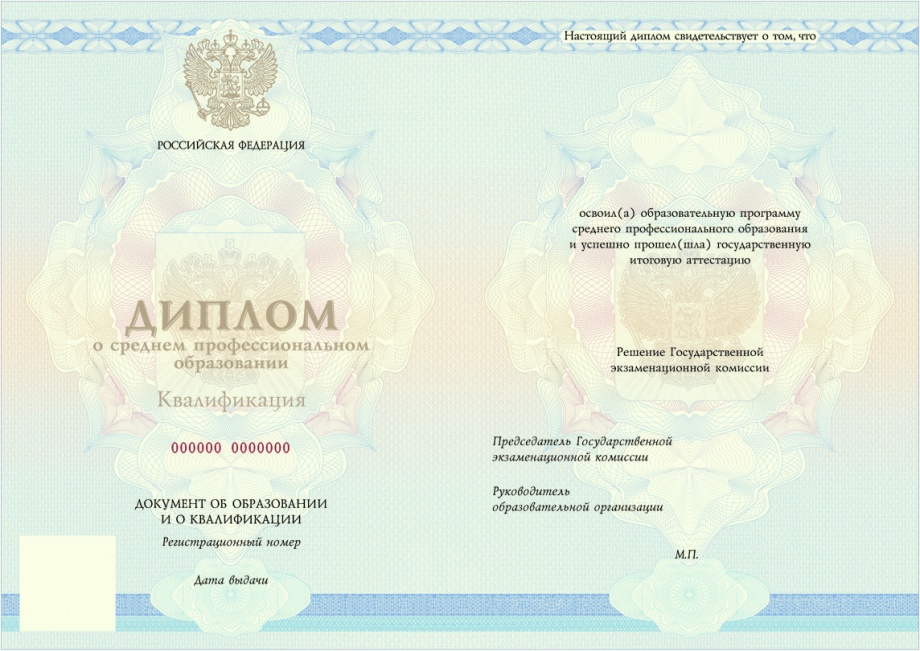 РОССИЙСКАЯ ФЕДЕРАЦИЯ
ДИПЛОМ
о среднем профессиональном
образовании
Квалификация
000000 0000000
ДОКУМЕНТ ОБ ОБРАЗОВАНИИ
И О КВАЛИФИКАЦИИ
Регистрационный номер
Дата выдачи
Настоящий диплом свидетельствует о том, что
освоил(а) образовательную программу
среднего профессионального образования
и успешно прошел(шла) государственную
итоговую аттестацию
Решение Государственной
экзаменационной комиссии
Председатель Государственной
экзаменационной комиссии
Руководитель
образовательной организации
М.П.